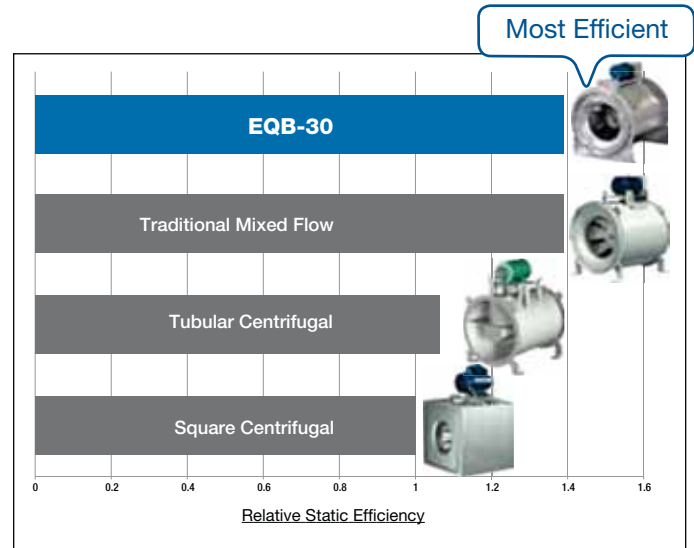 Most Efficient
EQB-30
Traditional Mixed Flow
Tubular Centrifugal
Square Centrifugal
0 0.2 0.4 0.6 0.8 1 1.2 1.4 1.6
Relative Static Efficiency